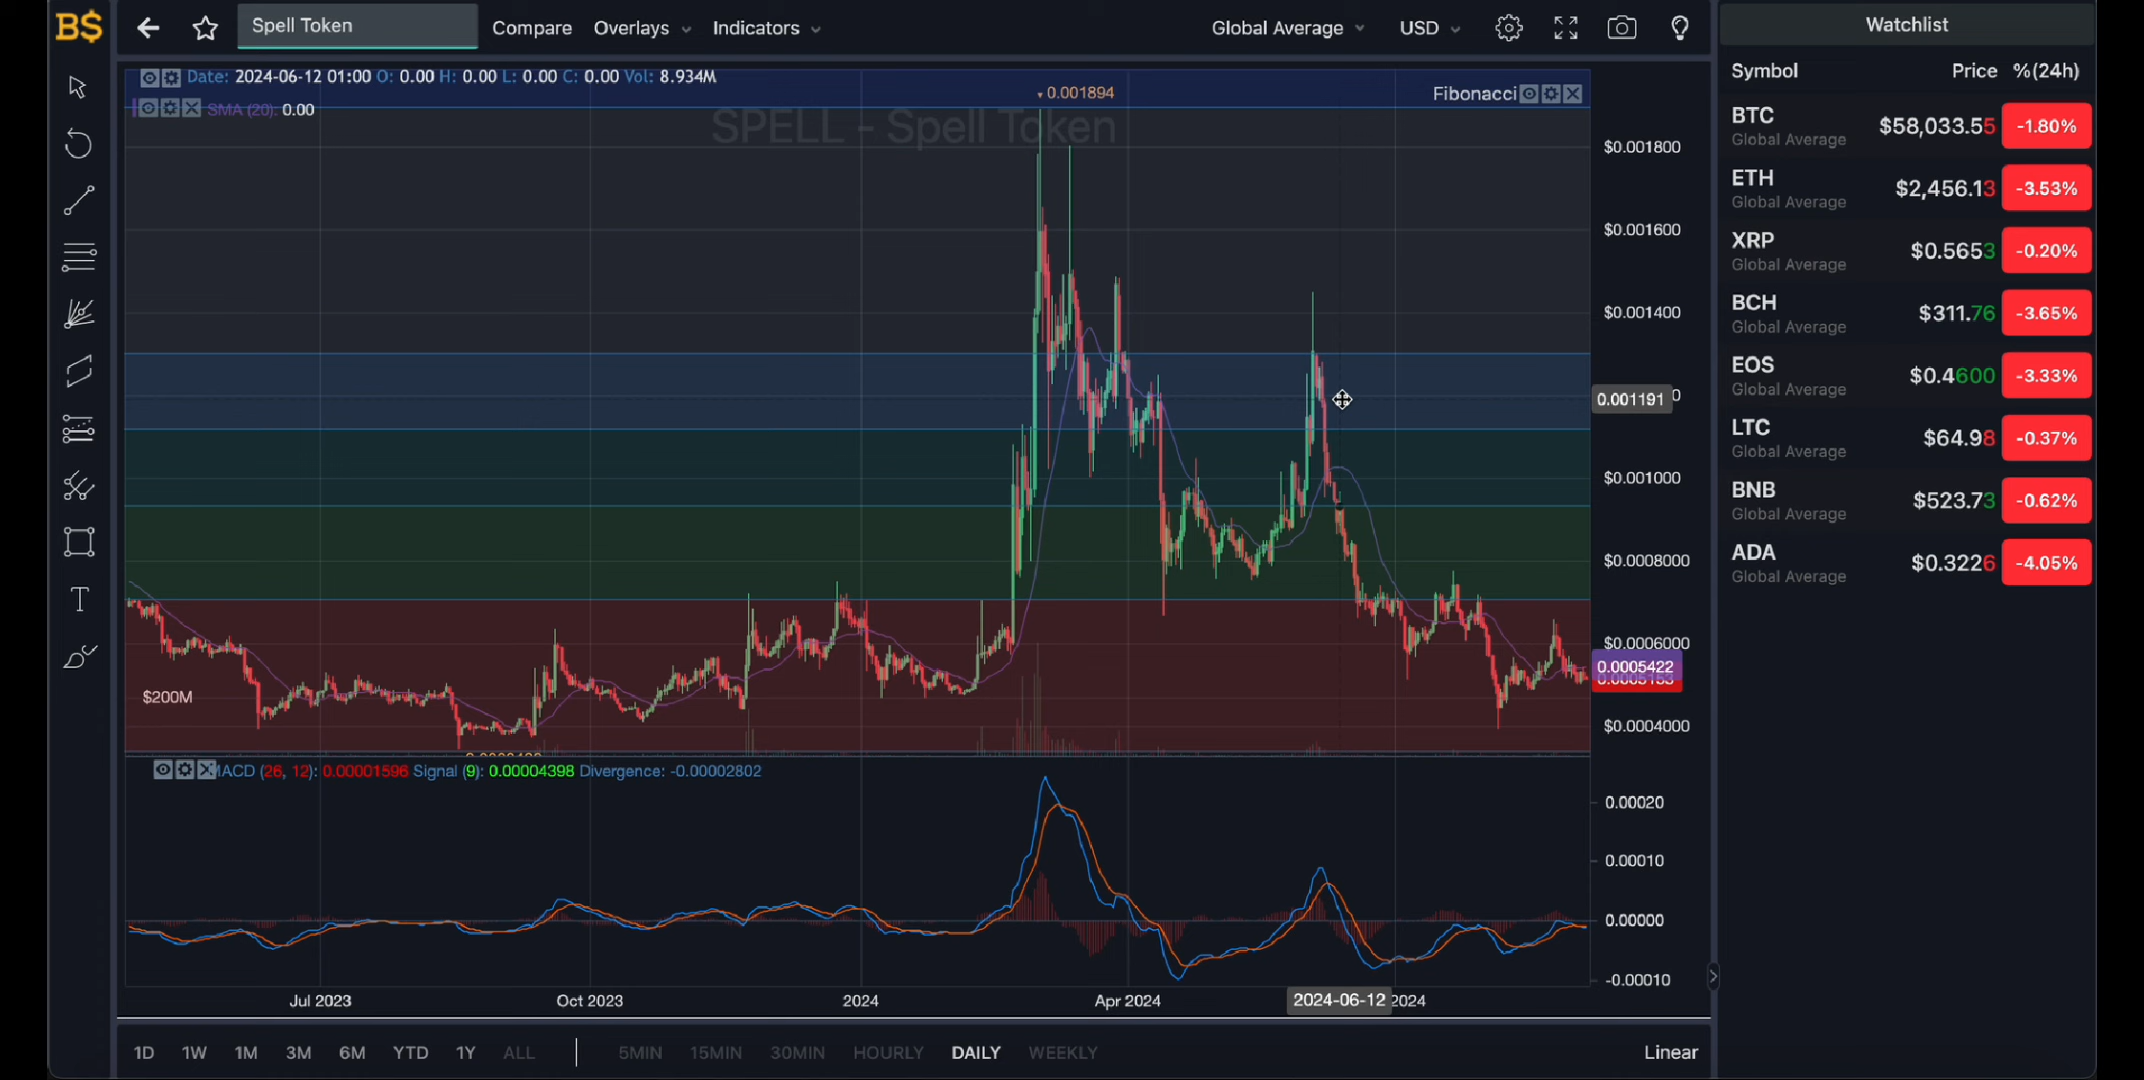 B$
Spell Token
Compare
Overlays
Indicators
Global Average
USD
Date: 2024-06-12 01:00 O: 0.00 H: 0.00 L: 0.00 C: 0.00 Vol: 8.934M
SMA (20): 0.00
0.001894
Fibonacci
SPELL - Spell Token
$0.001800
$0.001600
$0.001400
0.001191
$0.001000
$0.0008000
$0.0006000
0.0005422
0.0005153
$0.0004000
$200M
MACD (26, 12): 0.00001596 Signal (9): 0.00004398 Divergence: -0.00002802
0.00020
0.00010
0.00000
-0.00010
Jul 2023
Oct 2023
2024
Apr 2024
2024-06-12
2024
1D
1W
1M
3M
6M
YTD
1Y
ALL
5MIN
15MIN
30MIN
HOURLY
DAILY
WEEKLY
Linear
Watchlist
Symbol Price %(24h)
BTC $58,033.55 -1.80%
Global Average
ETH $2,456.13 -3.53%
Global Average
XRP $0.5653 -0.20%
Global Average
BCH $311.76 -3.65%
Global Average
EOS $0.4600 -3.33%
Global Average
LTC $64.98 -0.37%
Global Average
BNB $523.73 -0.62%
Global Average
ADA $0.3226 -4.05%
Global Average
T